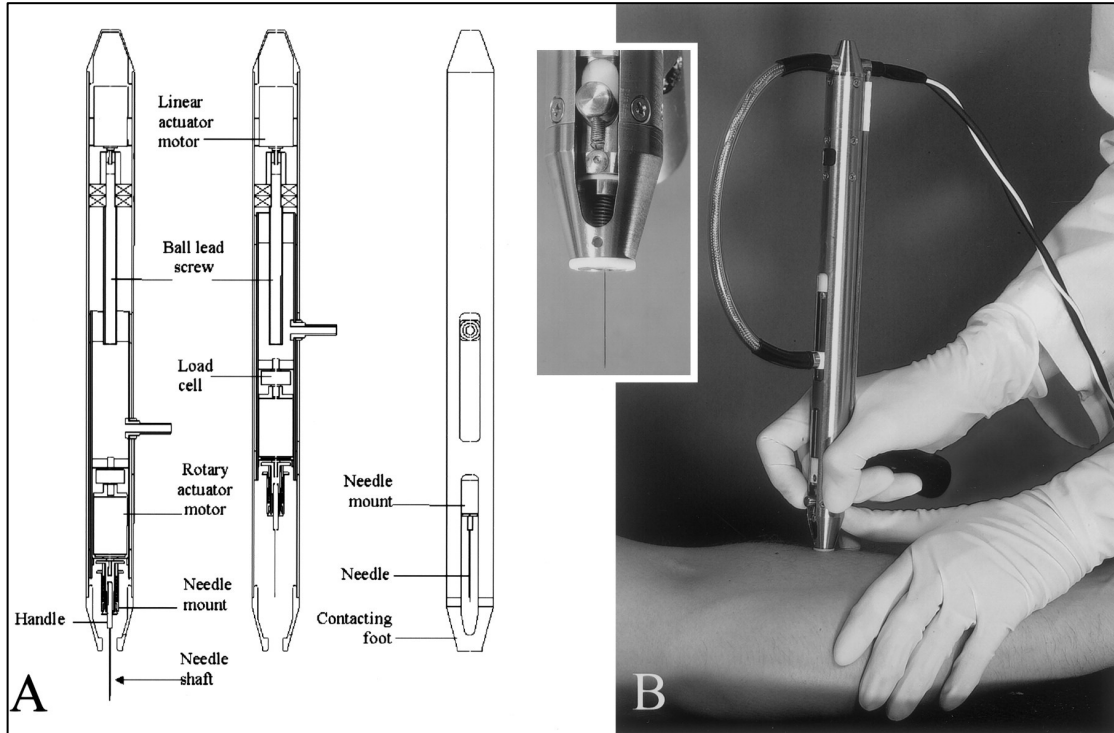 Linear
actuator
motor
Ball lead
screw
Load
cell
Rotary
actuator
motor
Needle
mount
Handle
Needle
shaft
Needle
mount
Needle
Contacting
foot
A
B